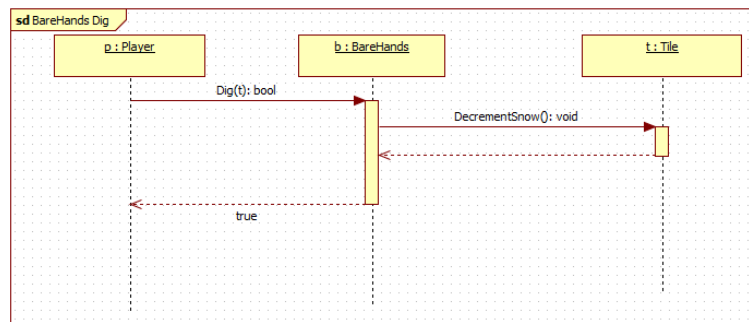 sd BareHands Dig
p : Player
b : BareHands
t : Tile
Dig(t): bool
DecrementSnow(): void
true